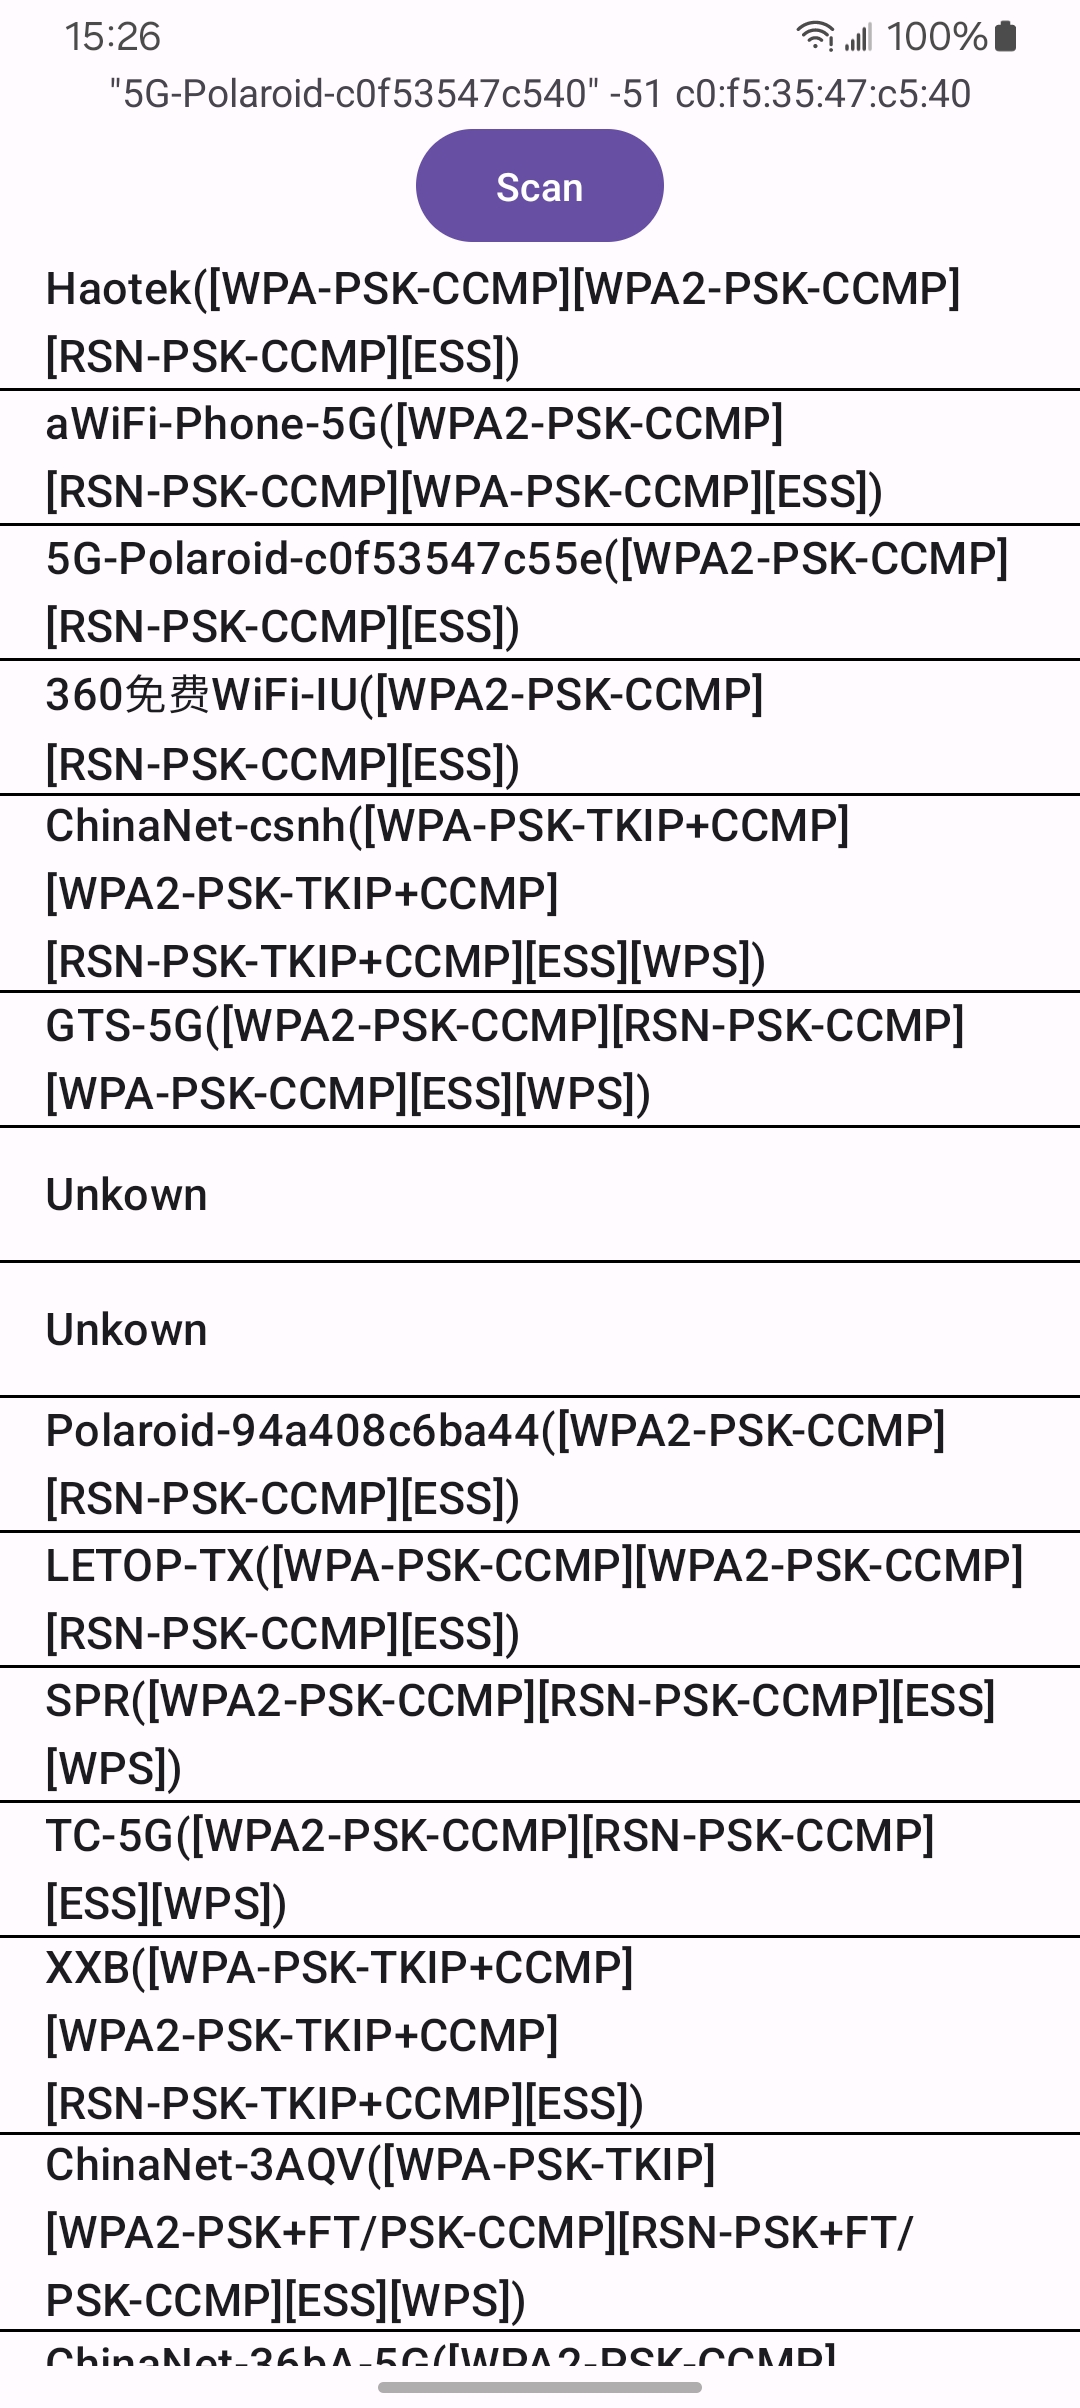 15:26
100%
"5G-Polaroid-c0f53547c540" -51 c0:f5:35:47:c5:40
Scan
Haotek([WPA-PSK-CCMP][WPA2-PSK-CCMP]
[RSN-PSK-CCMP][ESS])
aWiFi-Phone-5G([WPA2-PSK-CCMP]
[RSN-PSK-CCMP][WPA-PSK-CCMP][ESS])
5G-Polaroid-c0f53547c55e([WPA2-PSK-CCMP]
[RSN-PSK-CCMP][ESS])
360免费WiFi-IU([WPA2-PSK-CCMP]
[RSN-PSK-CCMP][ESS])
ChinaNet-csnh([WPA-PSK-TKIP+CCMP]
[WPA2-PSK-TKIP+CCMP]
[RSN-PSK-TKIP+CCMP][ESS][WPS])
GTS-5G([WPA2-PSK-CCMP][RSN-PSK-CCMP]
[WPA-PSK-CCMP][ESS][WPS])
Unkown
Unkown
Polaroid-94a408c6ba44([WPA2-PSK-CCMP]
[RSN-PSK-CCMP][ESS])
LETOP-TX([WPA-PSK-CCMP][WPA2-PSK-CCMP]
[RSN-PSK-CCMP][ESS])
SPR([WPA2-PSK-CCMP][RSN-PSK-CCMP][ESS]
[WPS])
TC-5G([WPA2-PSK-CCMP][RSN-PSK-CCMP]
[ESS][WPS])
XXB([WPA-PSK-TKIP+CCMP]
[WPA2-PSK-TKIP+CCMP]
[RSN-PSK-TKIP+CCMP][ESS])
ChinaNet-3AQV([WPA-PSK-TKIP]
[WPA2-PSK+FT/PSK-CCMP][RSN-PSK+FT/
PSK-CCMP][ESS][WPS])
ChinaNet-36bA-5G([WPA2-PSK-CCMP]